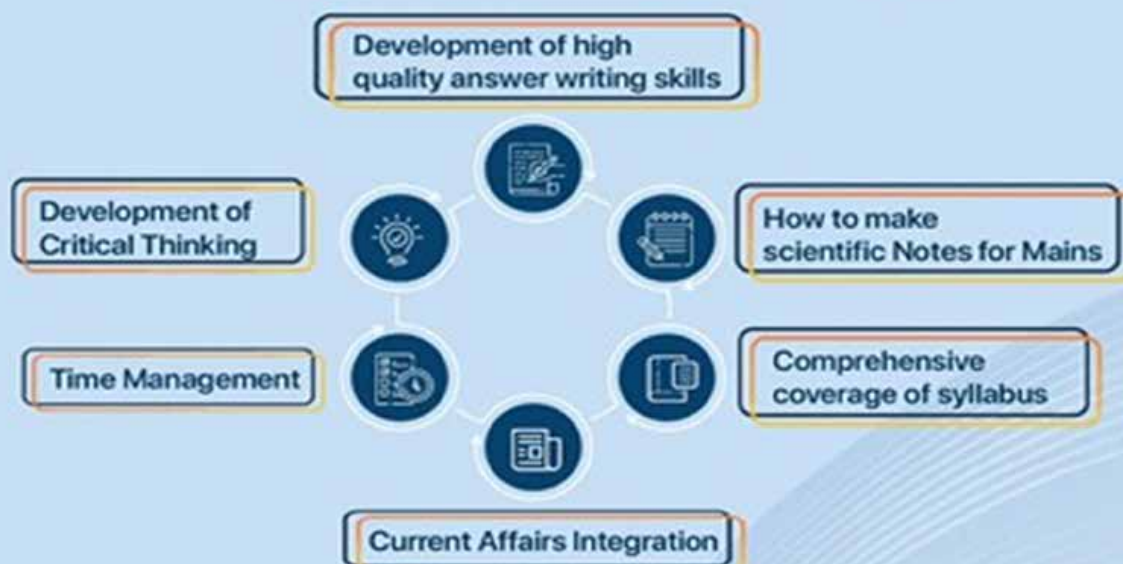 Development of high
quality answer writing skills
Development of
Critical Thinking
How to make
scientific Notes for Mains
Time Management
Comprehensive
coverage of syllabus
Current Affairs Integration